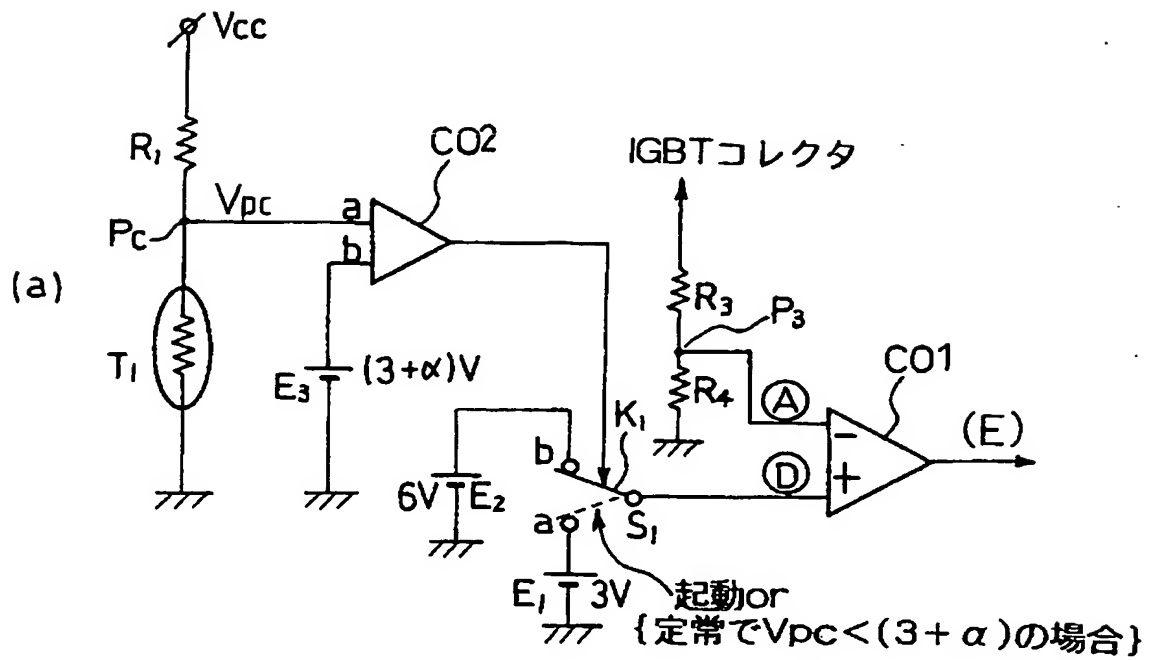 Vcc
R1
CO2
IGBTコレクタ
Vpc
a
Pc
b
(a)
R3
P3
T1
E3
(3+α)V
CO1
R4
Ⓐ
(E)
K1
−
b
Ⓓ
+
6V
E2
a
S1
E1
3V
起動or
{定常でVpc<(3+α)の場合}